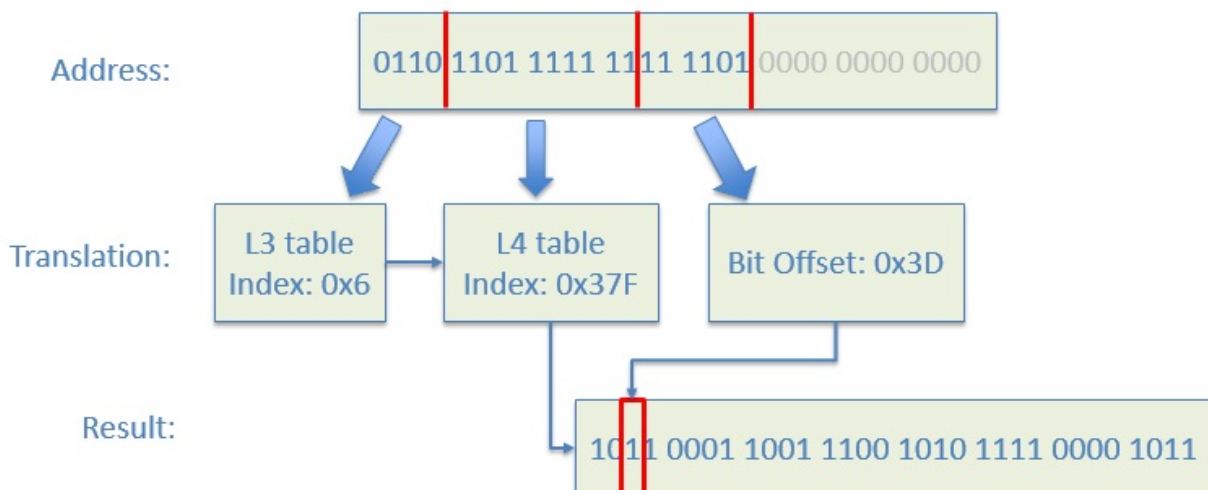 Address:
0110 1101 1111 1111 1101 0000 0000 0000
Translation:
L3 table
Index: 0x6
L4 table
Index: 0x37F
Bit Offset: 0x3D
Result:
1011 0001 1001 1100 1010 1111 0000 1011